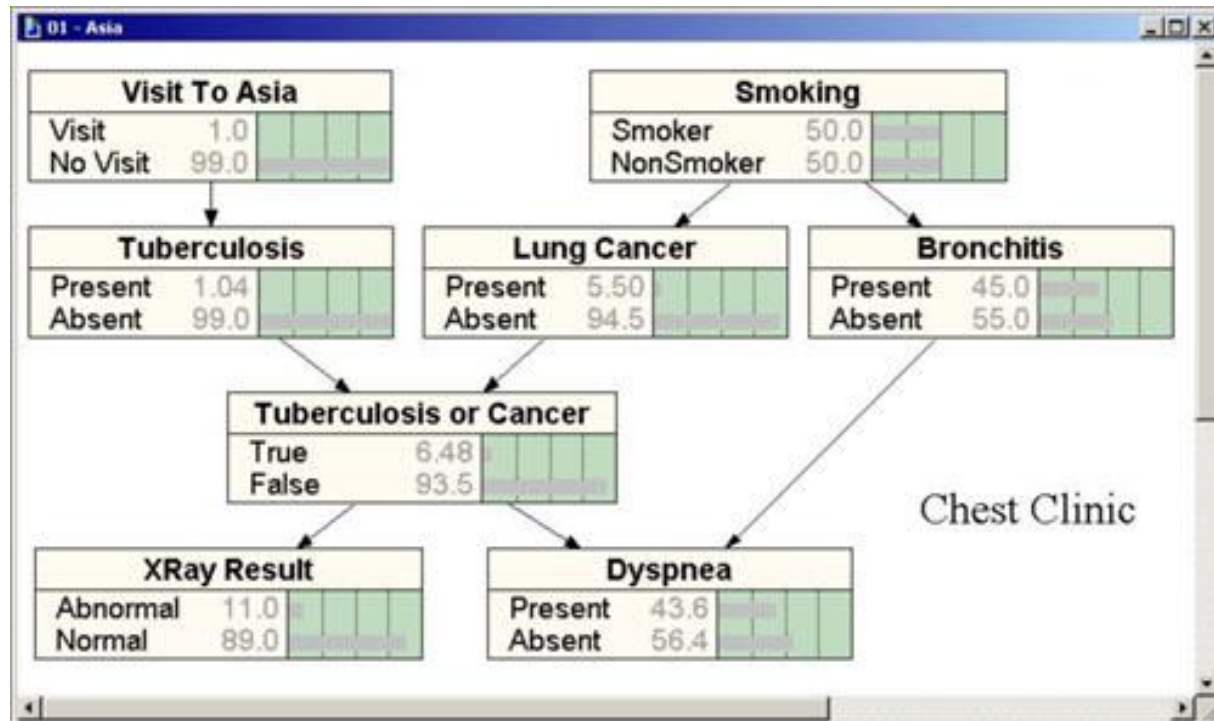 01 - Asia
Visit To Asia
Visit 1.0
No Visit 99.0
Smoking
Smoker 50.0
NonSmoker 50.0
Tuberculosis
Present 1.04
Absent 99.0
Lung Cancer
Present 5.50
Absent 94.5
Bronchitis
Present 45.0
Absent 55.0
Tuberculosis or Cancer
True 6.48
False 93.5
Chest Clinic
XRay Result
Abnormal 11.0
Normal 89.0
Dyspnea
Present 43.6
Absent 56.4